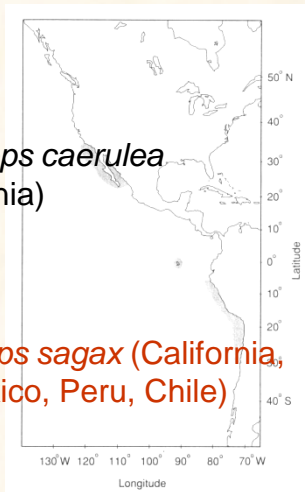 50° N
40°
ps caerulea
30°
nia)
20°
10°
0°
Latitude
10°
20°
ps sagax (California,
ico, Peru, Chile)
40° S
130°W 120° 110° 100° 90° 80° 70°W
Longitude